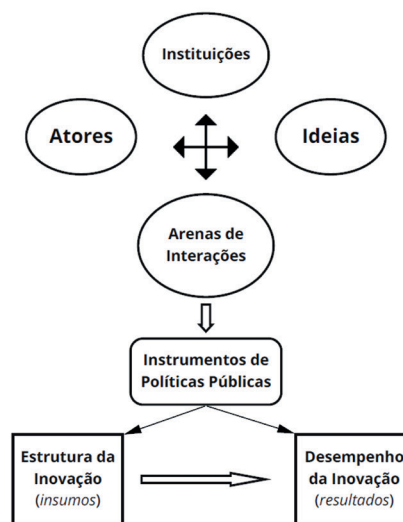 Instituições
Atores
Ideias
Arenas de
Interações
Instrumentos de
Políticas Públicas
Estrutura da
Inovação
(insumos)
Desempenho
da Inovação
(resultados)